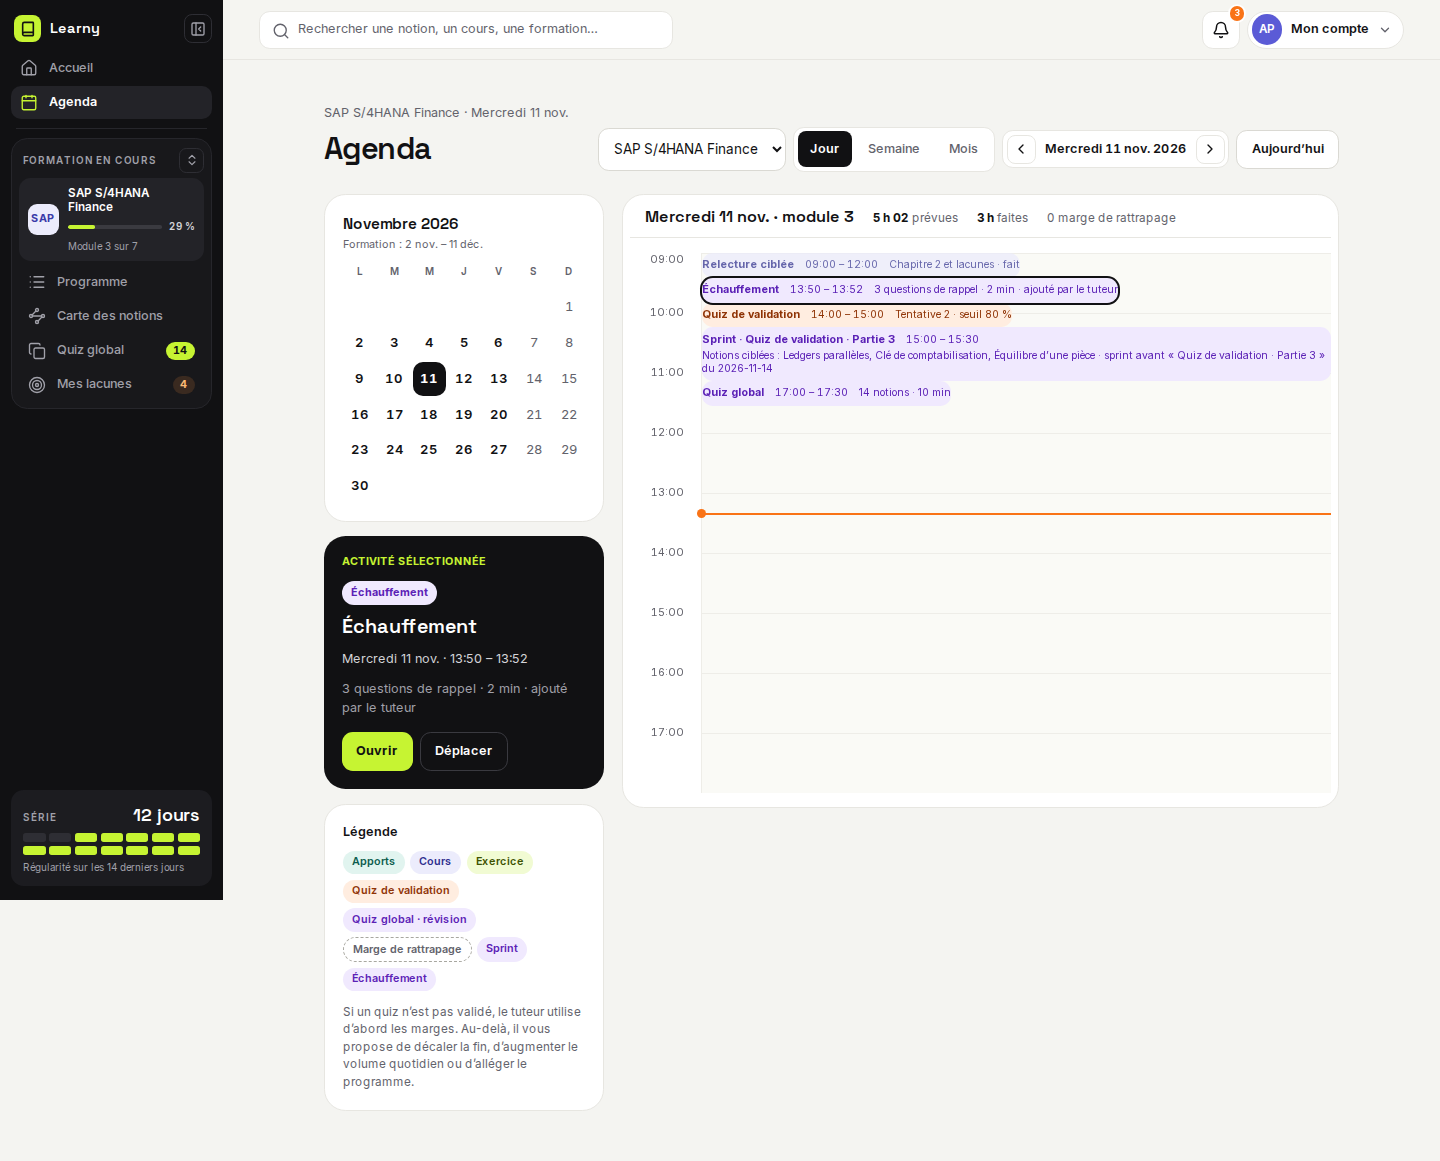 Learny
Accueil
Agenda
FORMATION EN COURS
SAP
SAP S/4HANA
Finance
29 %
Module 3 sur 7
Programme
Carte des notions
Quiz global
14
Mes lacunes
4
SÉRIE
12 jours
Régularité sur les 14 derniers jours
Rechercher une notion, un cours, une formation...
3
AP
Mon compte
SAP S/4HANA Finance · Mercredi 11 nov.
Agenda
SAP S/4HANA Finance
Jour
Semaine
Mois
Mercredi 11 nov. 2026
Aujourd’hui
Novembre 2026
Formation : 2 nov. – 11 déc.
L M M J V S D
1
2 3 4 5 6 7 8
9 10 11 12 13 14 15
16 17 18 19 20 21 22
23 24 25 26 27 28 29
30
ACTIVITÉ SÉLECTIONNÉE
Échauffement
Échauffement
Mercredi 11 nov. · 13:50 – 13:52
3 questions de rappel · 2 min · ajouté
par le tuteur
Ouvrir
Déplacer
Légende
Apports
Cours
Exercice
Quiz de validation
Quiz global · révision
Marge de rattrapage
Sprint
Échauffement
Si un quiz n’est pas validé, le tuteur utilise
d’abord les marges. Au-delà, il vous
propose de décaler la fin, d’augmenter le
volume quotidien ou d’alléger le
programme.
Mercredi 11 nov. · module 3
5 h 02 prévues
3 h faites
0 marge de rattrapage
09:00
Relecture ciblée 09:00 – 12:00 Chapitre 2 et lacunes · fait
Échauffement 13:50 – 13:52 3 questions de rappel · 2 min · ajouté par le tuteur
10:00
Quiz de validation 14:00 – 15:00 Tentative 2 · seuil 80 %
Sprint · Quiz de validation · Partie 3 15:00 – 15:30
Notions ciblées : Ledgers parallèles, Clé de comptabilisation, Équilibre d’une pièce · sprint avant « Quiz de validation · Partie 3 »
du 2026-11-14
11:00
Quiz global 17:00 – 17:30 14 notions · 10 min
12:00
13:00
14:00
15:00
16:00
17:00